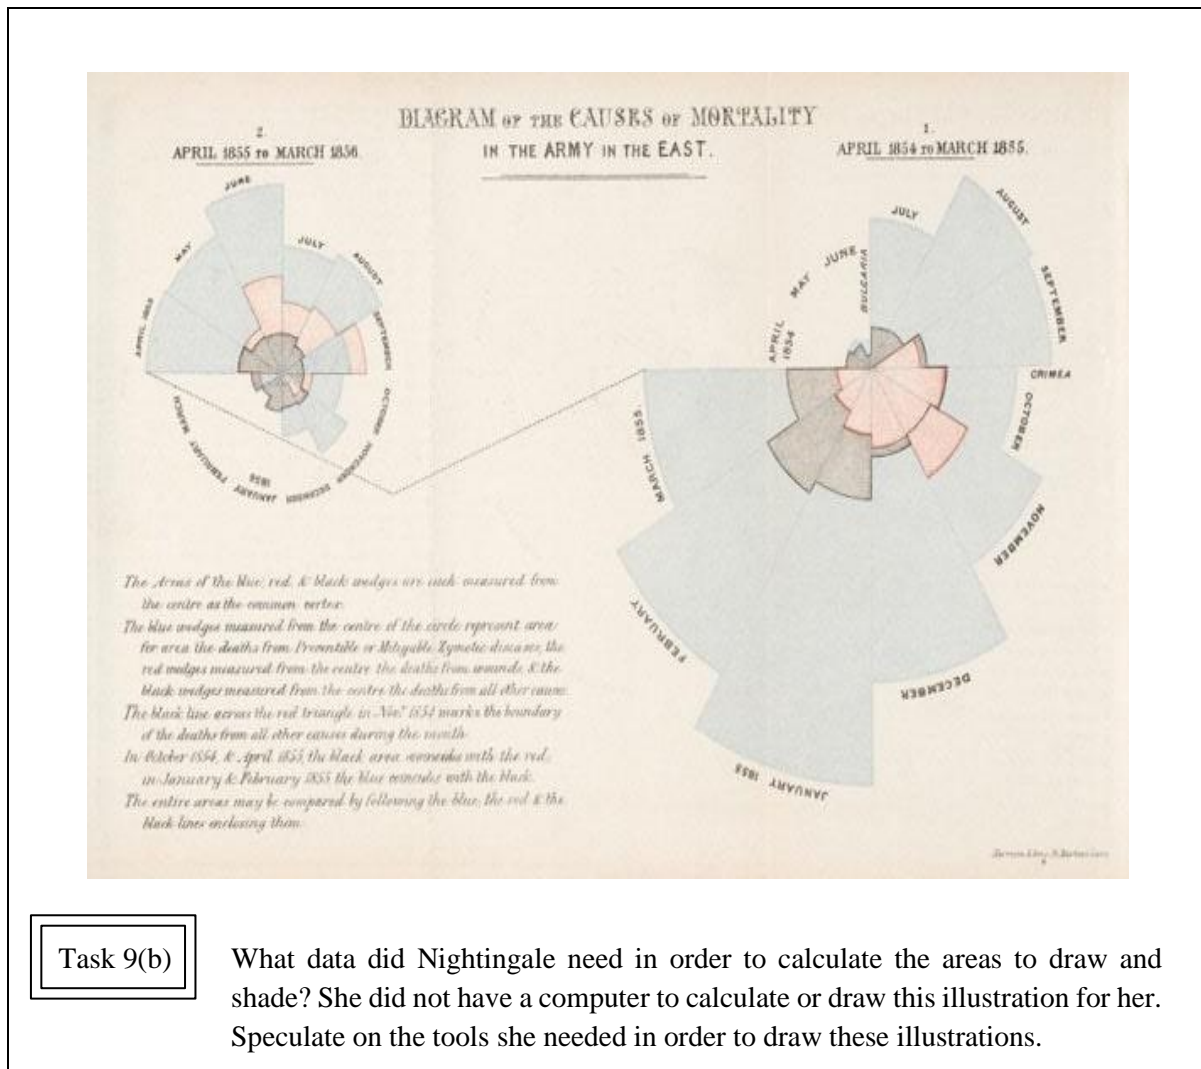 DIAGRAM OF THE CAUSES OF MORTALITY
IN THE ARMY IN THE EAST.
2.
APRIL 1855 TO MARCH 1856.
1.
APRIL 1854 TO MARCH 1855.
JUNE
MAY
APRIL 1855
JULY
AUGUST
SEPTEMBER
OCTOBER
NOVEMBER
DECEMBER
1856
JANUARY
FEBRUARY
MARCH
APRIL
1854
MAY
JUNE
BULGARIA
JULY
AUGUST
SEPTEMBER
CRIMEA
OCTOBER
NOVEMBER
DECEMBER
JANUARY 1855
FEBRUARY
MARCH 1855.
The Areas of the blue, red, & black wedges are each measured from
the centre as the common vertex.
The blue wedges measured from the centre of the circle represent area
for area the deaths from Preventible or Mitigable Zymotic diseases, the
red wedges measured from the centre the deaths from wounds, & the
black wedges measured from the centre the deaths from all other causes.
The black line across the red triangle in Novr. 1854 marks the boundary
of the deaths from all other causes during the month.
In October 1854, & April 1855, the black area coincides with the red,
in January & February 1855, the blue coincides with the black.
The entire areas may be compared by following the blue, the red & the
black lines enclosing them.
Task 9(b)
What data did Nightingale need in order to calculate the areas to draw and
shade? She did not have a computer to calculate or draw this illustration for her.
Speculate on the tools she needed in order to draw these illustrations.